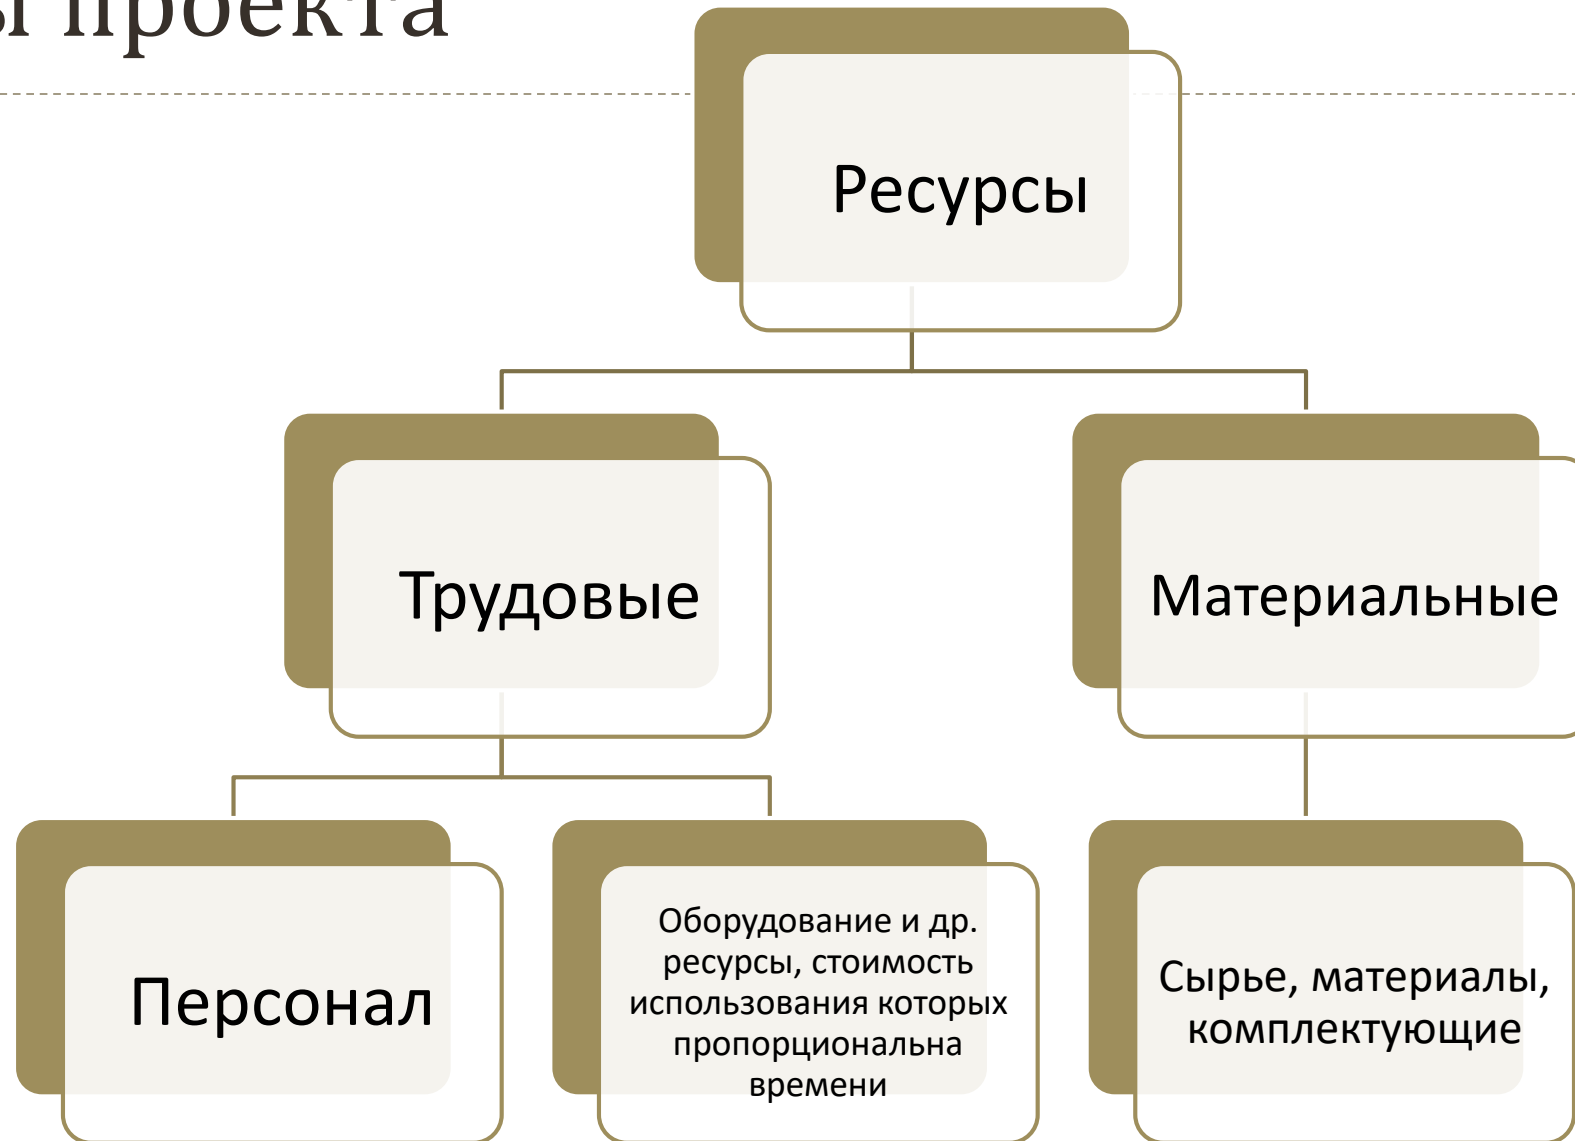 проекта
Ресурсы
Трудовые
Материальные
Персонал
Оборудование и др.
ресурсы, стоимость
использования которых
пропорциональна
времени
Сырье, материалы,
комплектующие